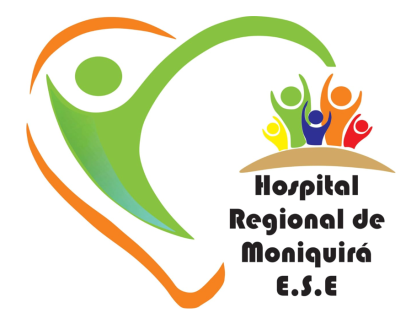 Hospital
Regional de
Moniquirá
E.S.E